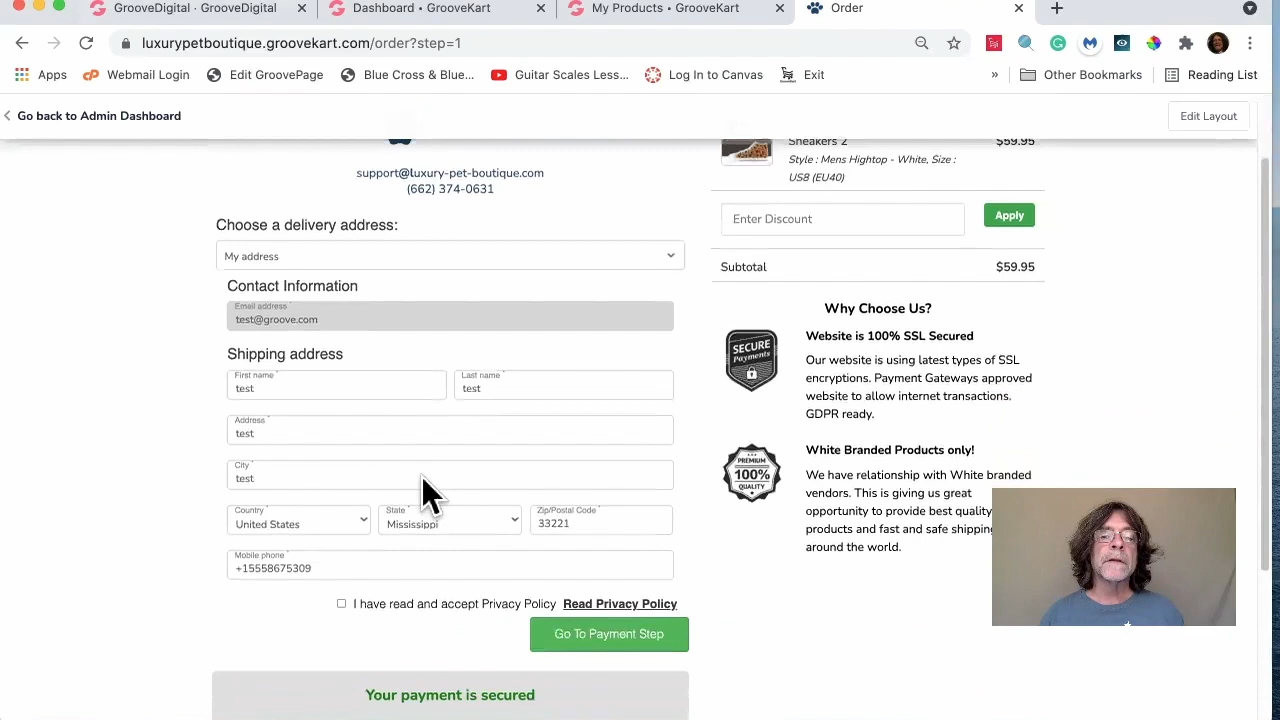 GrooveDigital · GrooveDigital
Dashboard • GrooveKart
My Products • GrooveKart
Order
luxurypetboutique.groovekart.com/order?step=1
Apps
Webmail Login
Edit GroovePage
Blue Cross & Blue...
Guitar Scales Less...
Log In to Canvas
Exit
»
Other Bookmarks
Reading List
Go back to Admin Dashboard
Edit Layout
support@luxury-pet-boutique.com
(662) 374-0631
Choose a delivery address:
My address
Contact Information
Email address *
test@groove.com
Shipping address
First name *
test
Last name *
test
Address *
test
City *
test
Country *
United States
State *
Mississippi
Zip/Postal Code *
33221
Mobile phone *
+15558675309
I have read and accept Privacy Policy Read Privacy Policy
Go To Payment Step
Your payment is secured
Sneakers 2
$59.95
Style : Mens Hightop - White, Size :
US8 (EU40)
Enter Discount
Apply
Subtotal
$59.95
Why Choose Us?
SECURE
Payments
Website is 100% SSL Secured
Our website is using latest types of SSL
encryptions. Payment Gateways approved
website to allow internet transactions.
GDPR ready.
PREMIUM
100%
QUALITY
White Branded Products only!
We have relationship with White branded
vendors. This is giving us great
opportunity to provide best quality
products and fast and safe shipping
around the world.